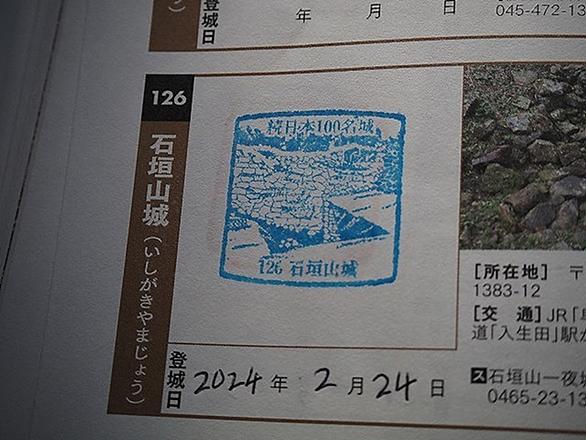 登城日
年 月 日
045-472-13
126
石垣山城（いしがきやまじょう）
続日本100名城
126 石垣山城
[所在地] 〒
1383-12
[交 通] JR「
道「入生田」駅
ス石垣山一夜城
0465-23-13
登城日 2024年 2月24日